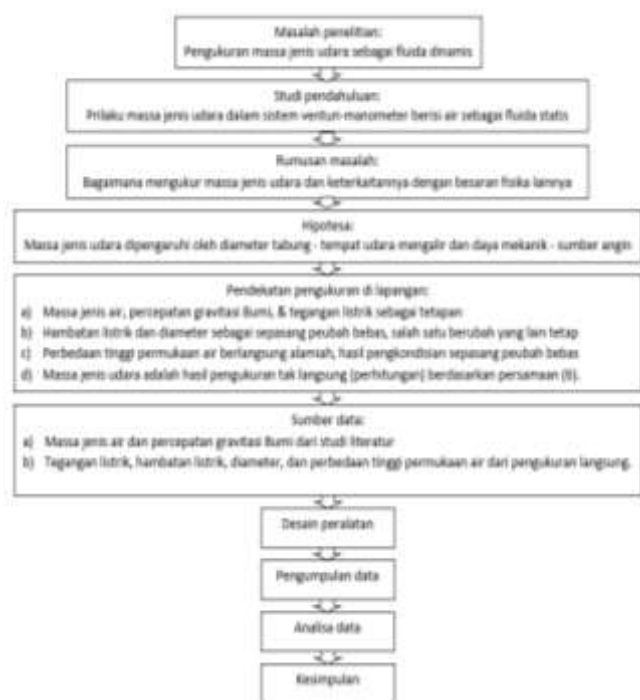 Masalah penelitian:
Pengukuran massa jenis udara sebagai fluida dinamis
Studi pendahuluan:
Prilaku massa jenis udara dalam sistem venturi-manometer berisi air sebagai fluida statis
Rumusan masalah:
Bagaimana mengukur massa jenis udara dan keterkaitannya dengan besaran fisika lainnya
Hipotesa:
Massa jenis udara dipengaruhi oleh diameter tabung - tempat udara mengalir dan daya mekanik - sumber angin
Pendekatan pengukuran di lapangan:
a) Massa jenis air, percepatan gravitasi Bumi, & tegangan listrik sebagai tetapan
b) Hambatan listrik dan diameter sebagai sepasang peubah bebas, salah satu berubah yang lain tetap
c) Perbedaan tinggi permukaan air berlangsung alamiah, hasil pengkondisian sepasang peubah bebas
d) Massa jenis udara adalah hasil pengukuran tak langsung (perhitungan) berdasarkan persamaan (6).
Sumber data:
a) Massa jenis air dan percepatan gravitasi Bumi dari studi literatur
b) Tegangan listrik, hambatan listrik, diameter, dan perbedaan tinggi permukaan air dari pengukuran langsung.
Desain peralatan
Pengumpulan data
Analisa data
Kesimpulan